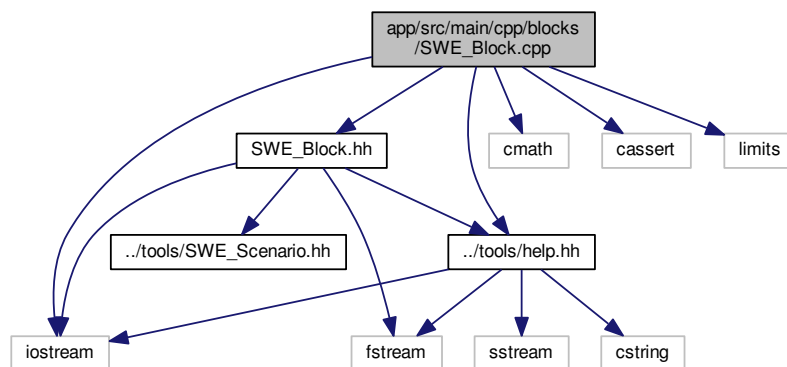 app/src/main/cpp/blocks
/SWE_Block.cpp
SWE_Block.hh
cmath
cassert
limits
../tools/SWE_Scenario.hh
../tools/help.hh
iostream
fstream
sstream
cstring